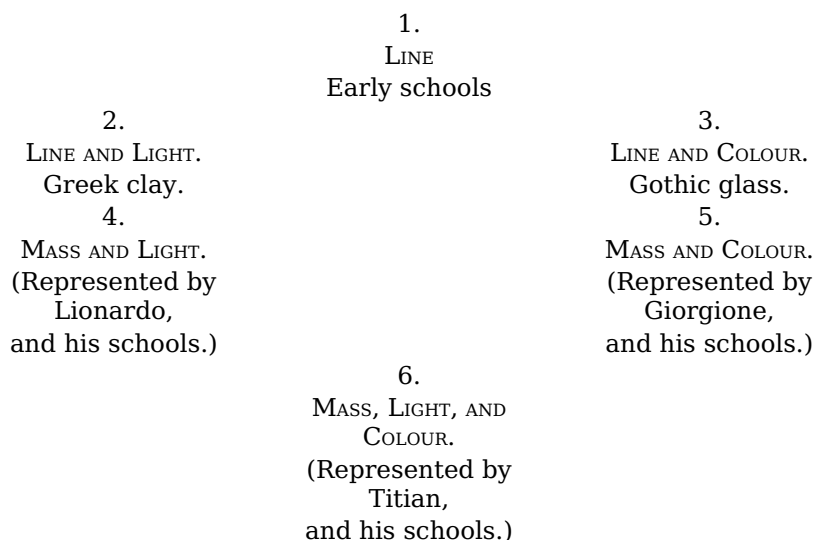 1.
Line
Early schools
2.
Line and Light.
Greek clay.
3.
Line and Colour.
Gothic glass.
4.
Mass and Light.
(Represented by
Lionardo,
and his schools.)
5.
Mass and Colour.
(Represented by
Giorgione,
and his schools.)
6.
Mass, Light, and
Colour.
(Represented by
Titian,
and his schools.)